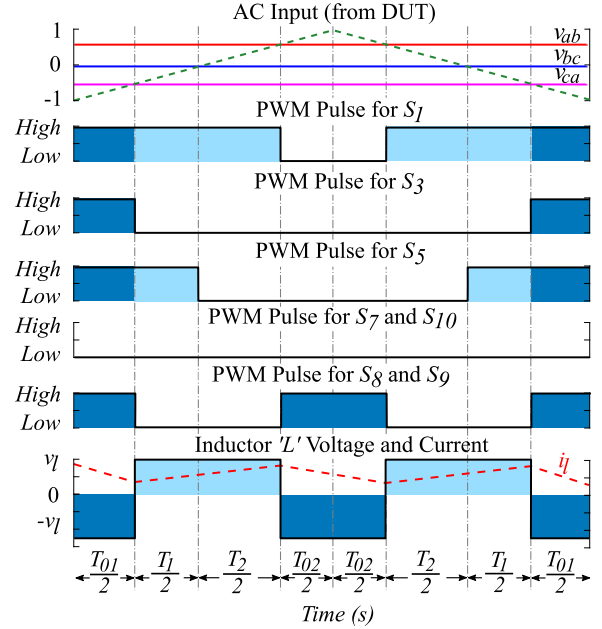 AC Input (from DUT)
1
0
-1
v_ab
v_bc
v_ca
PWM Pulse for S_1
High
Low
PWM Pulse for S_3
High
Low
PWM Pulse for S_5
High
Low
PWM Pulse for S_7 and S_10
High
Low
PWM Pulse for S_8 and S_9
High
Low
Inductor 'L' Voltage and Current
v_l
0
-v_l
i_l
T_01/2 T_1/2 T_2/2 T_02/2 T_02/2 T_2/2 T_1/2 T_01/2
Time (s)